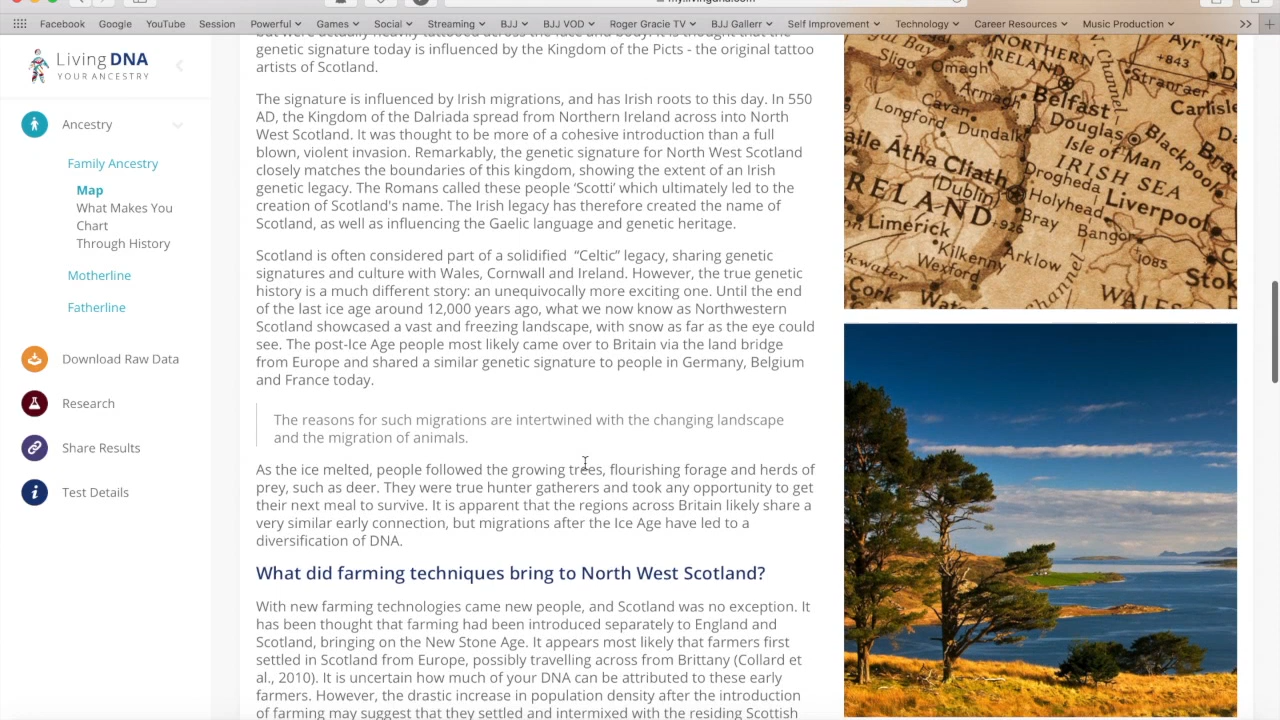 Facebook Google YouTube Session Powerful Games Social Streaming BJJ BJJ VOD Roger Gracie TV BJJ Gallerr Self Improvement Technology Career Resources Music Production
Living DNA
YOUR ANCESTRY
Ancestry
Family Ancestry
Map
What Makes You
Chart
Through History
Motherline
Fatherline
Download Raw Data
Research
Share Results
Test Details
genetic signature today is influenced by the Kingdom of the Picts - the original tattoo
artists of Scotland.
The signature is influenced by Irish migrations, and has Irish roots to this day. In 550
AD, the Kingdom of the Dalriada spread from Northern Ireland across into North
West Scotland. It was thought to be more of a cohesive introduction than a full
blown, violent invasion. Remarkably, the genetic signature for North West Scotland
closely matches the boundaries of this kingdom, showing the extent of an Irish
genetic legacy. The Romans called these people ‘Scotti’ which ultimately led to the
creation of Scotland's name. The Irish legacy has therefore created the name of
Scotland, as well as influencing the Gaelic language and genetic heritage.
Scotland is often considered part of a solidified “Celtic” legacy, sharing genetic
signatures and culture with Wales, Cornwall and Ireland. However, the true genetic
history is a much different story: an unequivocally more exciting one. Until the end
of the last ice age around 12,000 years ago, what we now know as Northwestern
Scotland showcased a vast and freezing landscape, with snow as far as the eye could
see. The post-Ice Age people most likely came over to Britain via the land bridge
from Europe and shared a similar genetic signature to people in Germany, Belgium
and France today.
The reasons for such migrations are intertwined with the changing landscape
and the migration of animals.
As the ice melted, people followed the growing trees, flourishing forage and herds of
prey, such as deer. They were true hunter gatherers and took any opportunity to get
their next meal to survive. It is apparent that the regions across Britain likely share a
very similar early connection, but migrations after the Ice Age have led to a
diversification of DNA.
What did farming techniques bring to North West Scotland?
With new farming technologies came new people, and Scotland was no exception. It
has been thought that farming had been introduced separately to England and
Scotland, bringing on the New Stone Age. It appears most likely that farmers first
settled in Scotland from Europe, possibly travelling across from Brittany (Collard et
al., 2010). It is uncertain how much of your DNA can be attributed to these early
farmers. However, the drastic increase in population density after the introduction
of farming may suggest that they settled and intermixed with the residing Scottish
NORTHERN
IRELAND
Ayr
+843
Sligo
Omagh
Stranraer
Armagh
Belfast
Carlisle
Cavan
Channel
Longford
Dundalk
Douglas
Isle of Man
Blackpool
aile Átha Cliath
(Dublin)
Drogheda
IRISH SEA
Holyhead
Liverpool
RELAND
+926
Bray
Bangor
Limerick
Kilkenny
Arklow
1085
Wexford
Stok
Cork
Channel
WALES